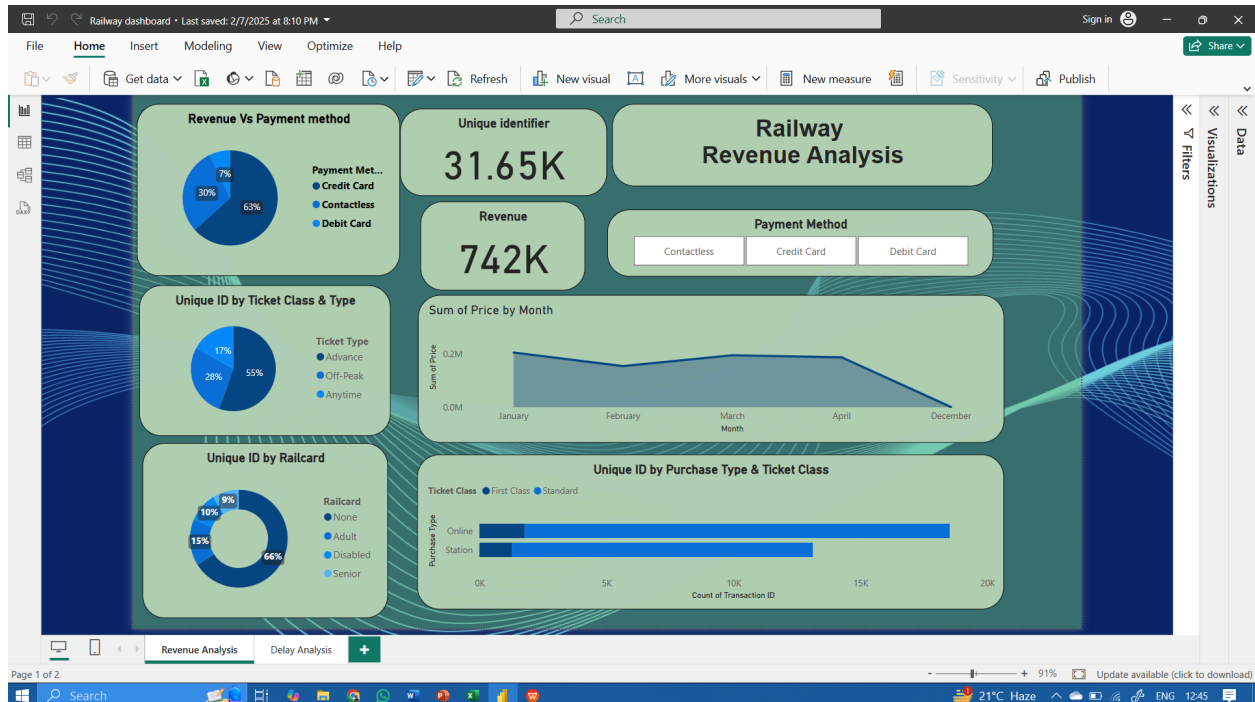 Railway dashboard • Last saved: 2/7/2025 at 8:10 PM
Search
Sign in
File Home Insert Modeling View Optimize Help
Share
Get data
Refresh
New visual
More visuals
New measure
Sensitivity
Publish
Revenue Vs Payment method
7%
30%
63%
Payment Met...
Credit Card
Contactless
Debit Card
Unique identifier
31.65K
Railway
Revenue Analysis
Revenue
742K
Payment Method
Contactless Credit Card Debit Card
Unique ID by Ticket Class & Type
17%
28%
55%
Ticket Type
Advance
Off-Peak
Anytime
Sum of Price by Month
Sum of Price
0.2M
0.0M
January February March April December
Month
Unique ID by Railcard
9%
10%
15%
66%
Railcard
None
Adult
Disabled
Senior
Unique ID by Purchase Type & Ticket Class
Ticket Class First Class Standard
Purchase Type
Online
Station
0K 5K 10K 15K 20K
Count of Transaction ID
Filters
Visualizations
Data
DAX
Revenue Analysis Delay Analysis +
Page 1 of 2
- + 91% Update available (click to download)
Search
21°C Haze ENG 12:45